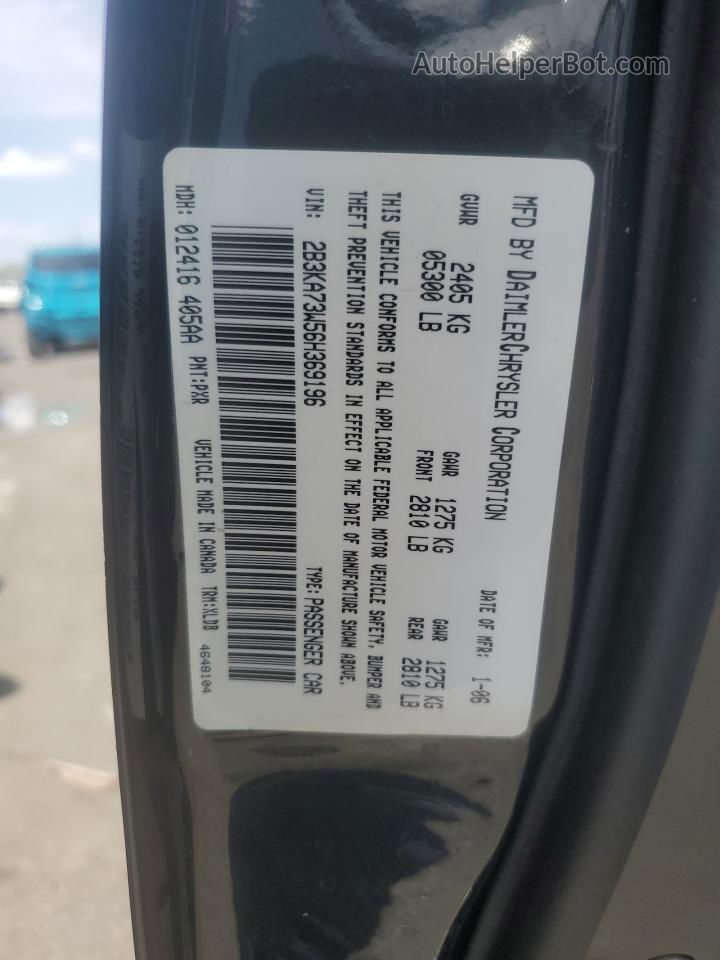 AutoHelperBot.com
MFD BY DAIMLERCHRYSLER CORPORATION
DATE OF MFR: 1-06
GVWR 2405 KG 05300 LB
GAWR FRONT 1275 KG 2810 LB
GAWR REAR 1275 KG 2810 LB
THIS VEHICLE CONFORMS TO ALL APPLICABLE FEDERAL MOTOR VEHICLE SAFETY, BUMPER AND
THEFT PREVENTION STANDARDS IN EFFECT ON THE DATE OF MANUFACTURE SHOWN ABOVE.
VIN: 2B3KA73W56H369196
TYPE: PASSENGER CAR
MDH: 012416 405AA PNT:PXR VEHICLE MADE IN CANADA TRM:XLDB
4648104